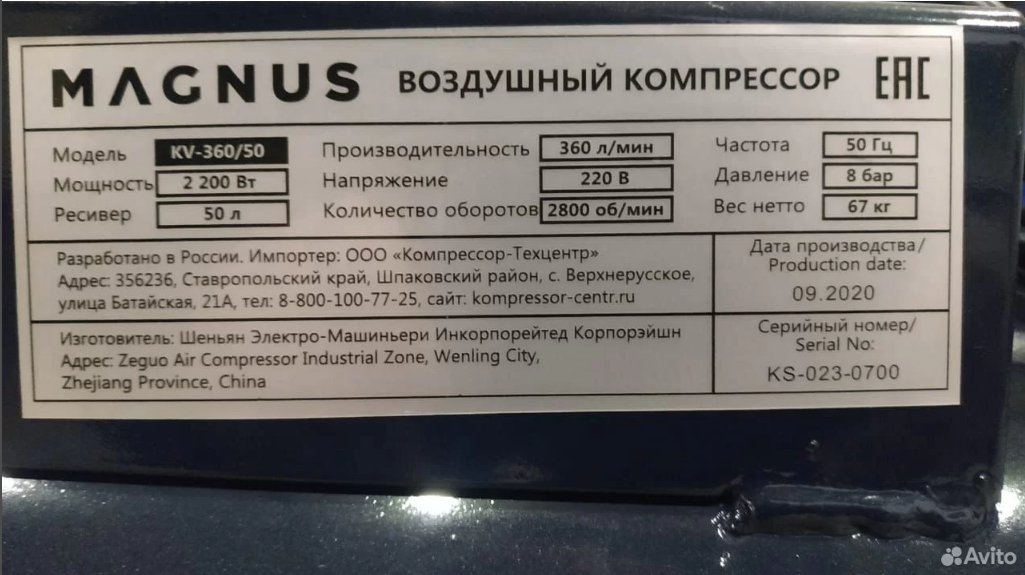 MAGNUS ВОЗДУШНЫЙ КОМПРЕССОР EAC
Модель KV-360/50 Производительность 360 л/мин Частота 50 Гц
Мощность 2 200 Вт Напряжение 220 В Давление 8 бар
Ресивер 50 л Количество оборотов 2800 об/мин Вес нетто 67 кг
Разработано в России. Импортер: ООО «Компрессор-Техцентр»
Адрес: 356236, Ставропольский край, Шпаковский район, с. Верхнерусское,
улица Батайская, 21А, тел: 8-800-100-77-25, сайт: kompressor-centr.ru
Дата производства/
Production date:
09.2020
Изготовитель: Шеньян Электро-Машиньери Инкорпорейтед Корпорэйшн
Адрес: Zeguo Air Compressor Industrial Zone, Wenling City,
Zhejiang Province, China
Серийный номер/
Serial No:
KS-023-0700
Avito